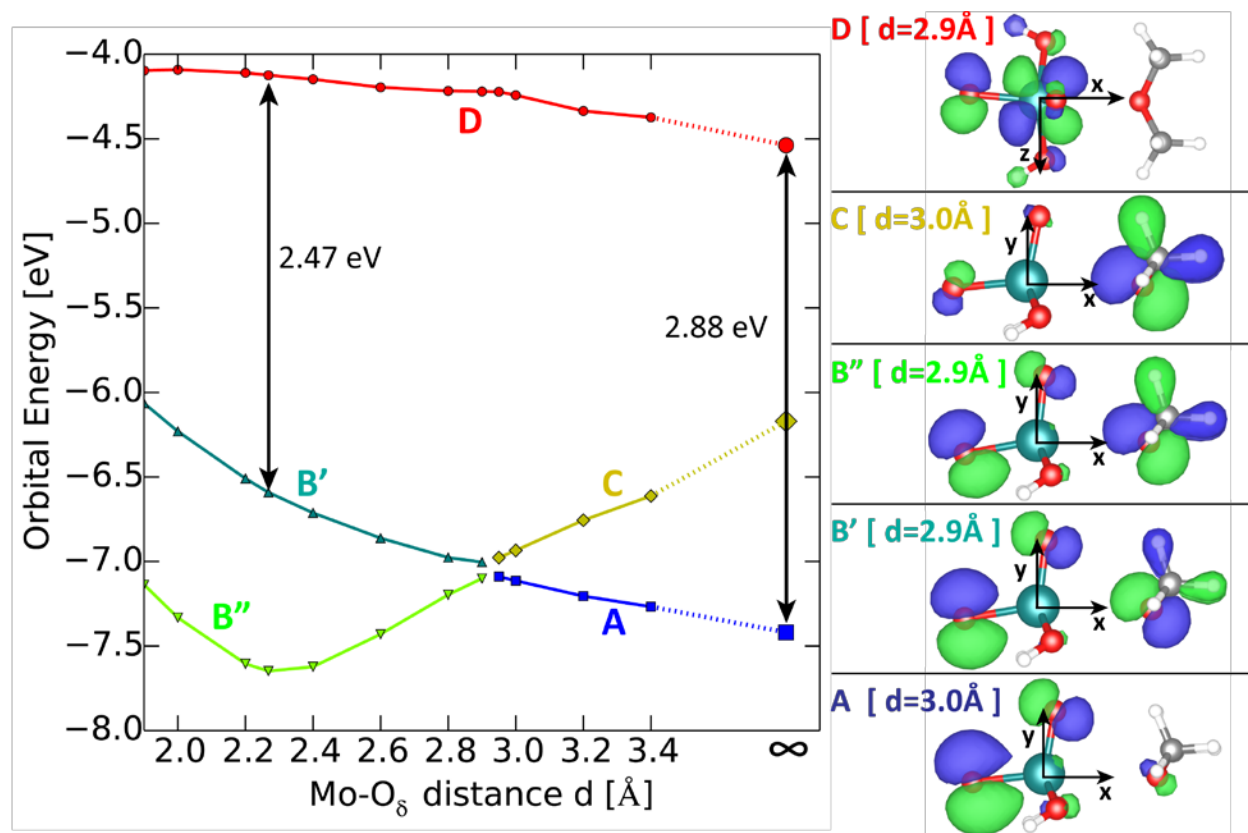 Orbital Energy [eV]
−4.0
−4.5
−5.0
−5.5
−6.0
−6.5
−7.0
−7.5
−8.0
2.0 2.2 2.4 2.6 2.8 3.0 3.2 3.4 ∞
Mo-Oδ distance d [Å]
D
2.47 eV
2.88 eV
B’
C
B”
A
D [ d=2.9Å ]
x
z
C [ d=3.0Å ]
y
x
B” [ d=2.9Å ]
y
x
B’ [ d=2.9Å ]
y
x
A [ d=3.0Å ]
y
x